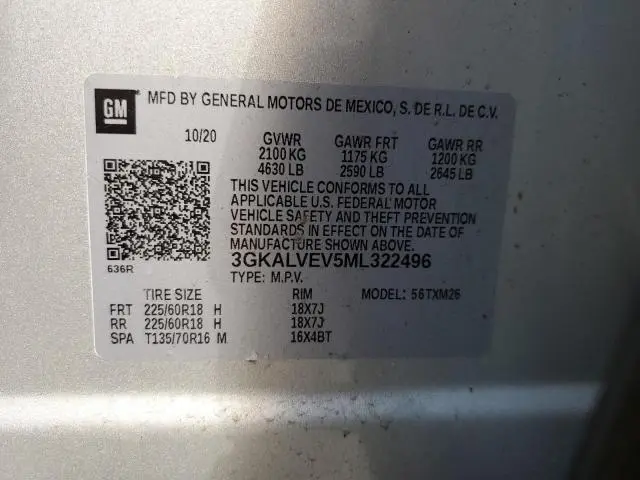 GM
MFD BY GENERAL MOTORS DE MEXICO, S. DE R.L. DE C.V.
10/20 GVWR GAWR FRT GAWR RR
2100 KG 1175 KG 1200 KG
4630 LB 2590 LB 2645 LB
THIS VEHICLE CONFORMS TO ALL
APPLICABLE U.S. FEDERAL MOTOR
VEHICLE SAFETY AND THEFT PREVENTION
STANDARDS IN EFFECT ON THE DATE OF
MANUFACTURE SHOWN ABOVE.
3GKALVEV5ML322496
636R
TYPE: M.P.V.
TIRE SIZE RIM MODEL: 56TXM26
FRT 225/60R18 H 18X7J
RR 225/60R18 H 18X7J
SPA T135/70R16 M 16X4BT